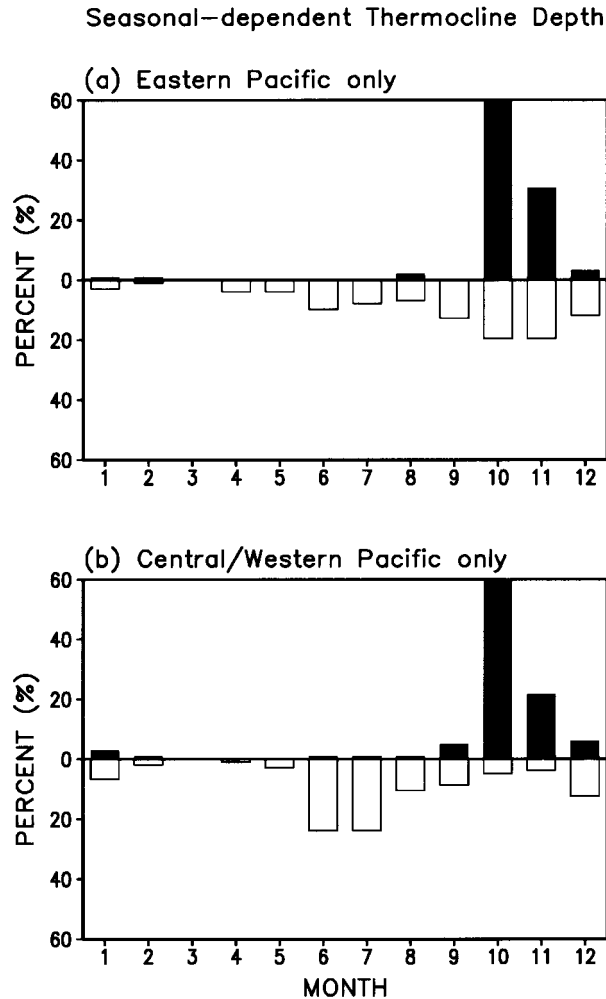 Seasonal-dependent Thermocline Depth
(a) Eastern Pacific only
60
40
20
0
20
40
60
PERCENT (%)
1 2 3 4 5 6 7 8 9 10 11 12
(b) Central/Western Pacific only
60
40
20
0
20
40
60
PERCENT (%)
1 2 3 4 5 6 7 8 9 10 11 12
MONTH